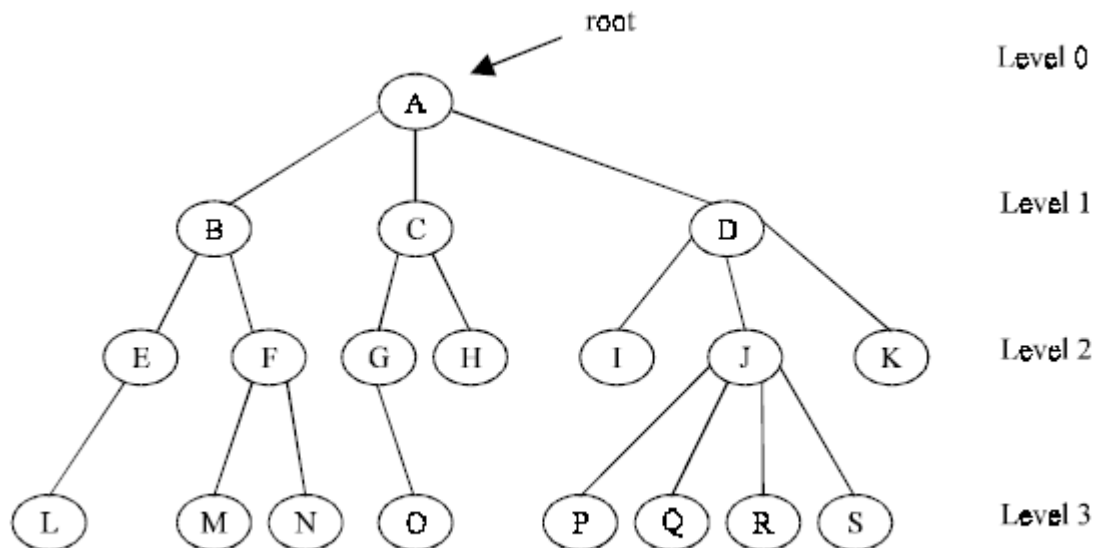 root
Level 0
A
B C D Level 1
E F G H I J K Level 2
L M N O P Q R S Level 3